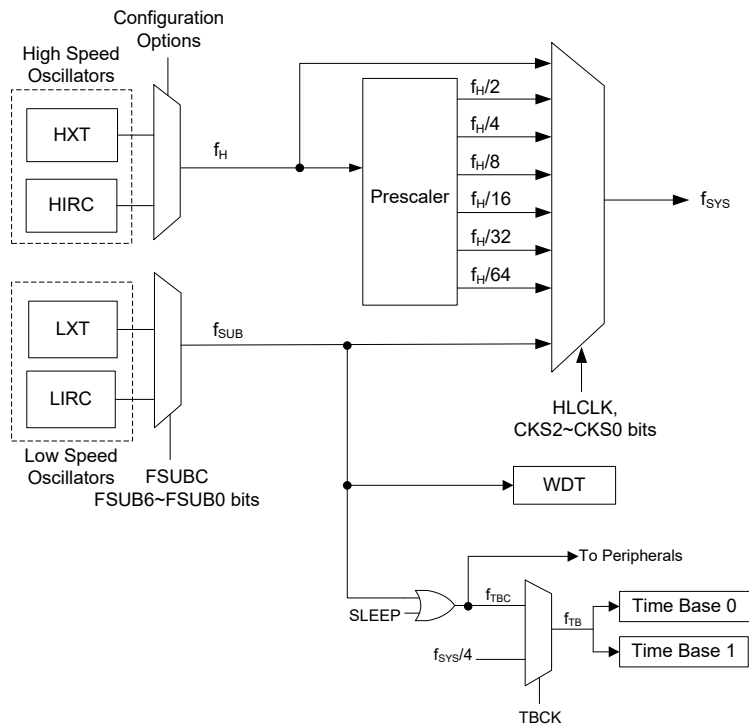 Configuration
Options
High Speed
Oscillators
HXT
HIRC
fH
Prescaler
fH/2
fH/4
fH/8
fH/16
fH/32
fH/64
fSYS
LXT
LIRC
fSUB
Low Speed
Oscillators
FSUBC
FSUB6~FSUB0 bits
HLCLK,
CKS2~CKS0 bits
WDT
To Peripherals
SLEEP
fTBC
fSYS/4
fTB
Time Base 0
Time Base 1
TBCK